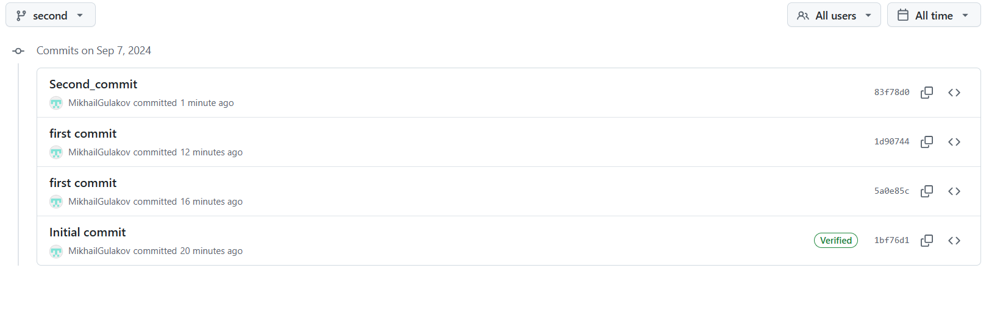 second
All users
All time
Commits on Sep 7, 2024
Second_commit
MikhailGulakov committed 1 minute ago
83f78d0
first commit
MikhailGulakov committed 12 minutes ago
1d90744
first commit
MikhailGulakov committed 16 minutes ago
5a0e85c
Initial commit
MikhailGulakov committed 20 minutes ago
Verified
1bf76d1